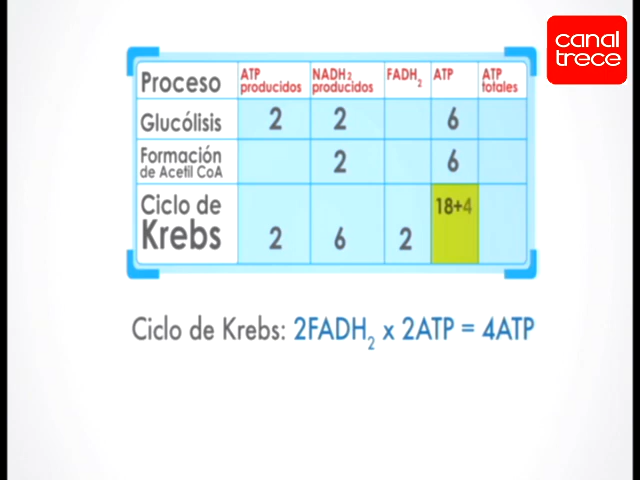 canal
trece
Proceso ATP producidos NADH₂ producidos FADH₂ ATP ATP totales
Glucólisis 2 2 6
Formación de Acetil CoA 2 6
Ciclo de Krebs 2 6 2 18+4
Ciclo de Krebs: 2FADH₂ x 2ATP = 4ATP